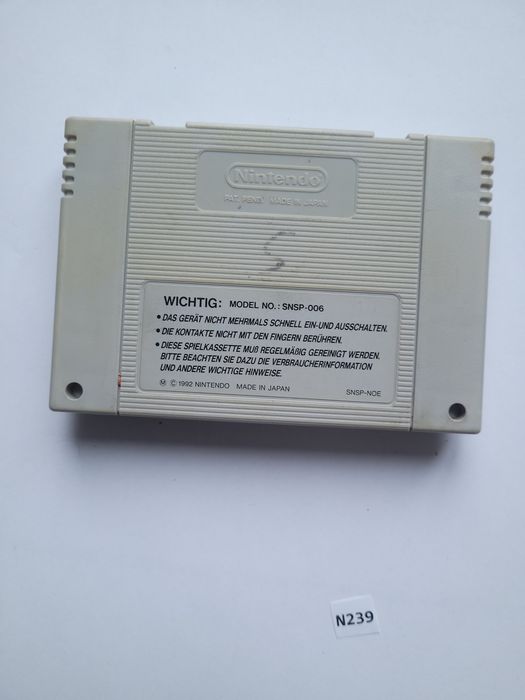 Nintendo
PAT. PEND. MADE IN JAPAN
S
WICHTIG: MODEL NO.: SNSP-006
• DAS GERÄT NICHT MEHRMALS SCHNELL EIN-UND AUSSCHALTEN.
• DIE KONTAKTE NICHT MIT DEN FINGERN BERÜHREN.
• DIESE SPIELKASSETTE MUß REGELMÄßIG GEREINIGT WERDEN.
BITTE BEACHTEN SIE DAZU DIE VERBRAUCHERINFORMATION
UND ANDERE WICHTIGE HINWEISE.
Ⓜ © 1992 NINTENDO MADE IN JAPAN SNSP-NOE
N239